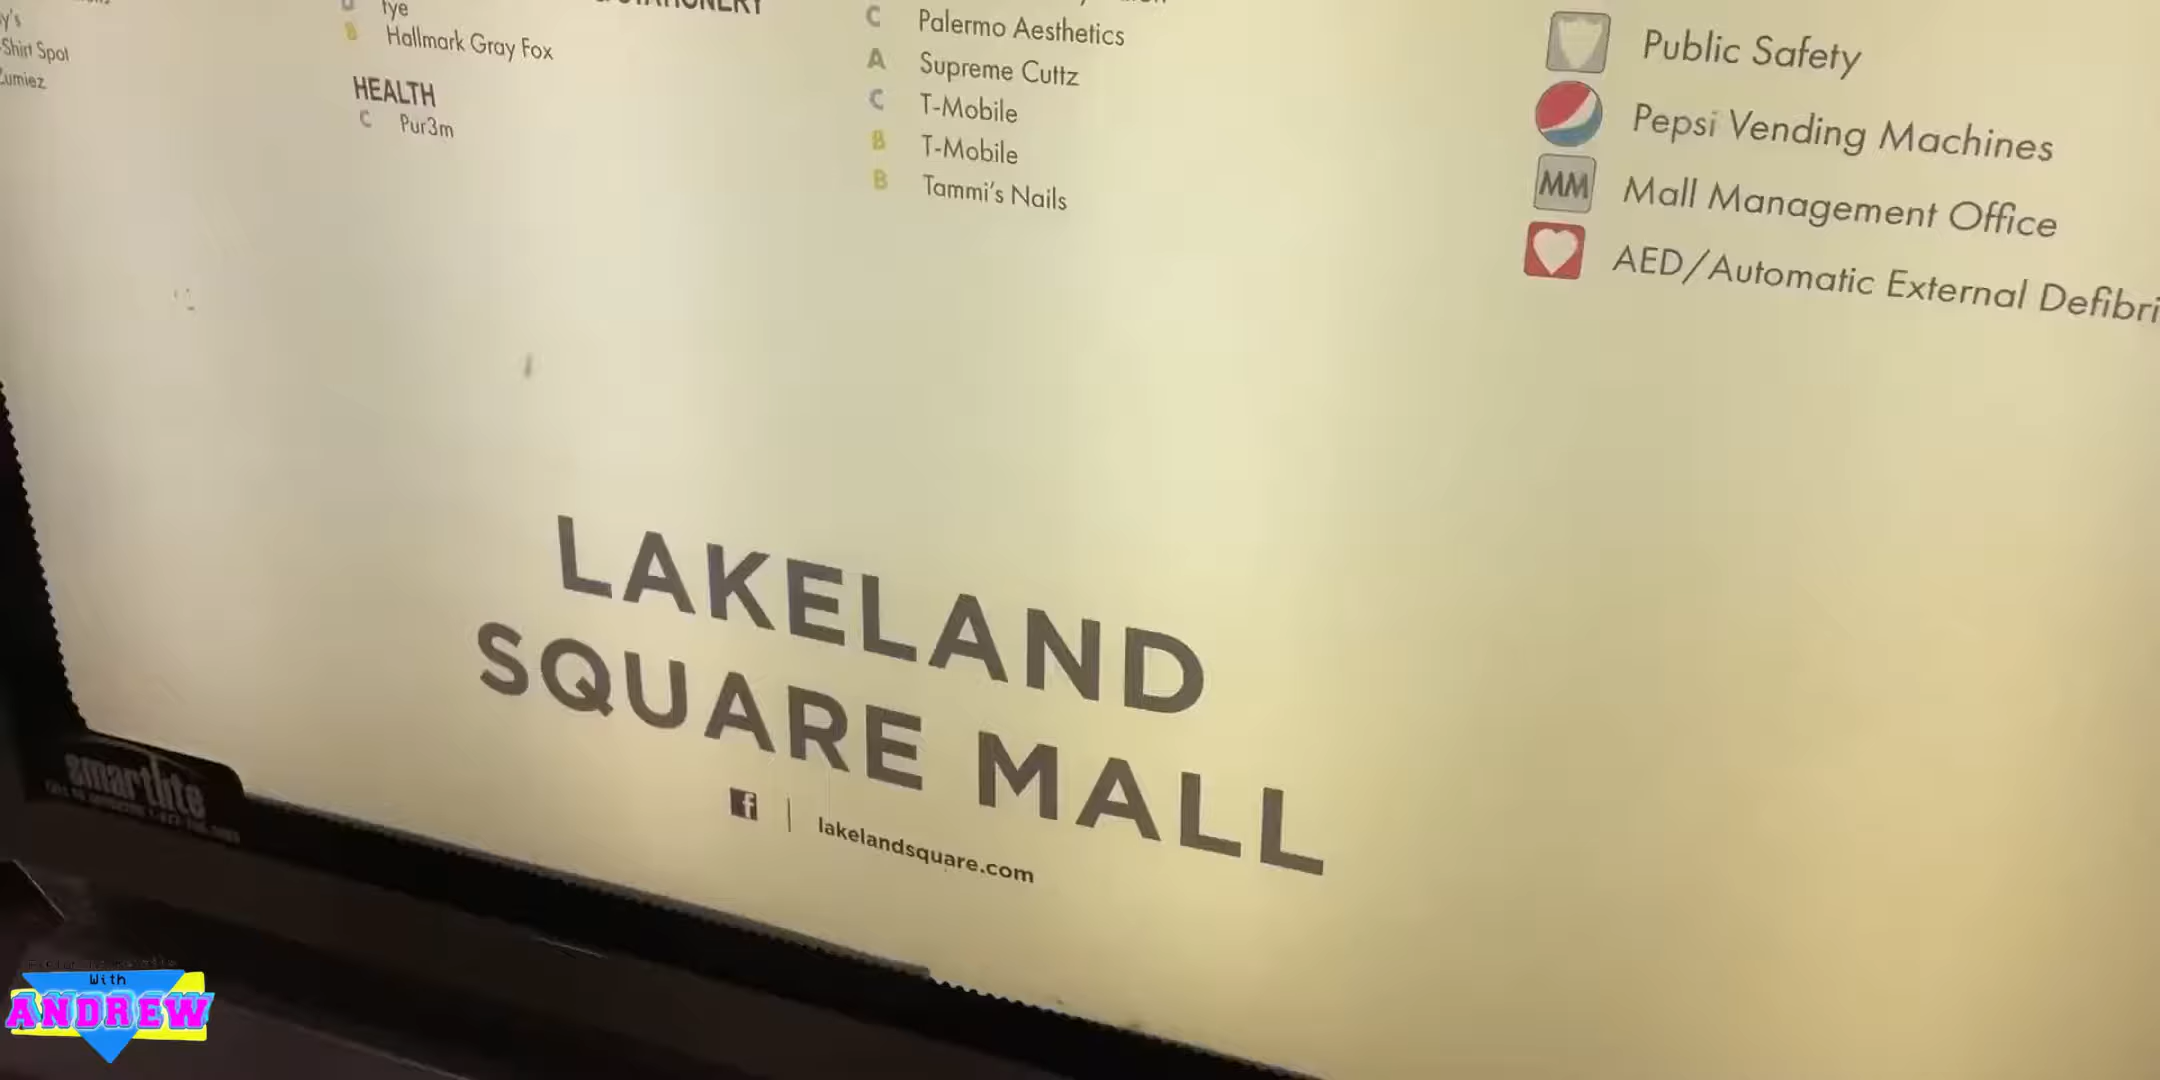 Shirt Spot
Zumiez
B Hallmark Gray Fox
HEALTH
C Pur3m
C Palermo Aesthetics
A Supreme Cuttz
C T-Mobile
B T-Mobile
B Tammi's Nails
Public Safety
Pepsi Vending Machines
MM Mall Management Office
AED/Automatic External Defibri
LAKELAND
SQUARE MALL
f | lakelandsquare.com
smartlite
With
ANDREW